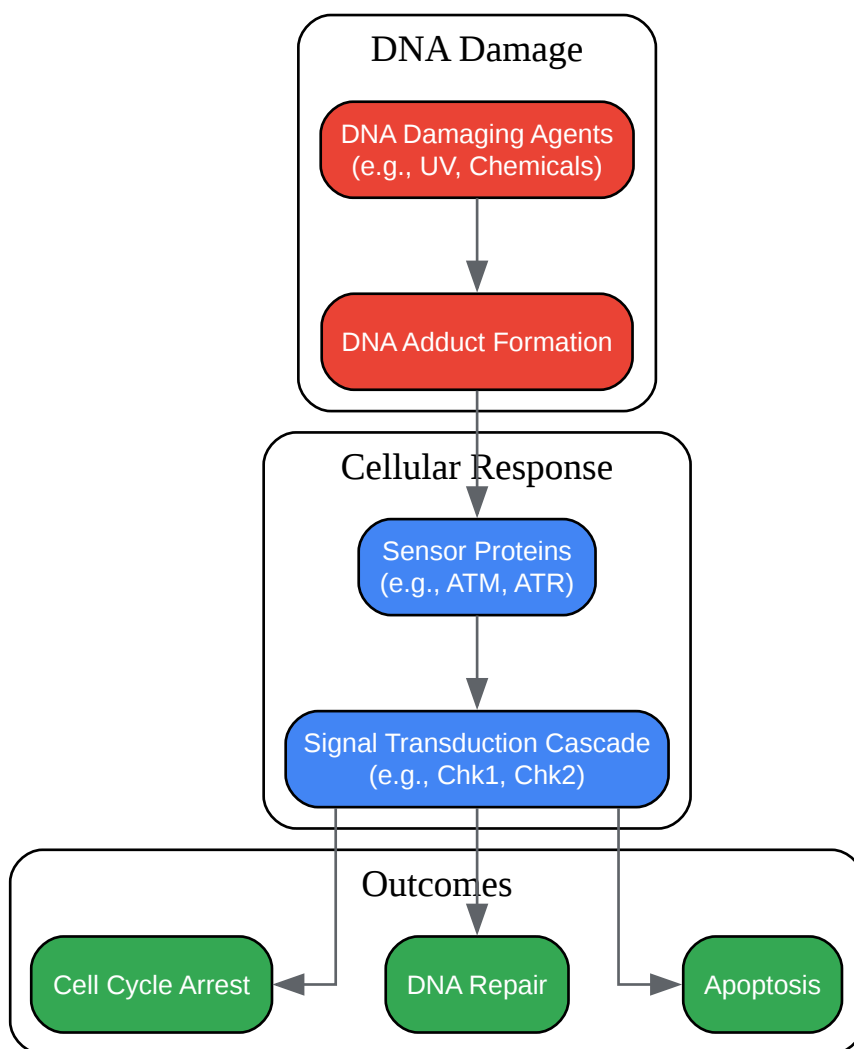 DNA Damage
DNA Damaging Agents
(e.g., UV, Chemicals)
DNA Adduct Formation
Cellular Response
Sensor Proteins
(e.g., ATM, ATR)
Signal Transduction Cascade
(e.g., Chk1, Chk2)
Outcomes
Cell Cycle Arrest
DNA Repair
Apoptosis